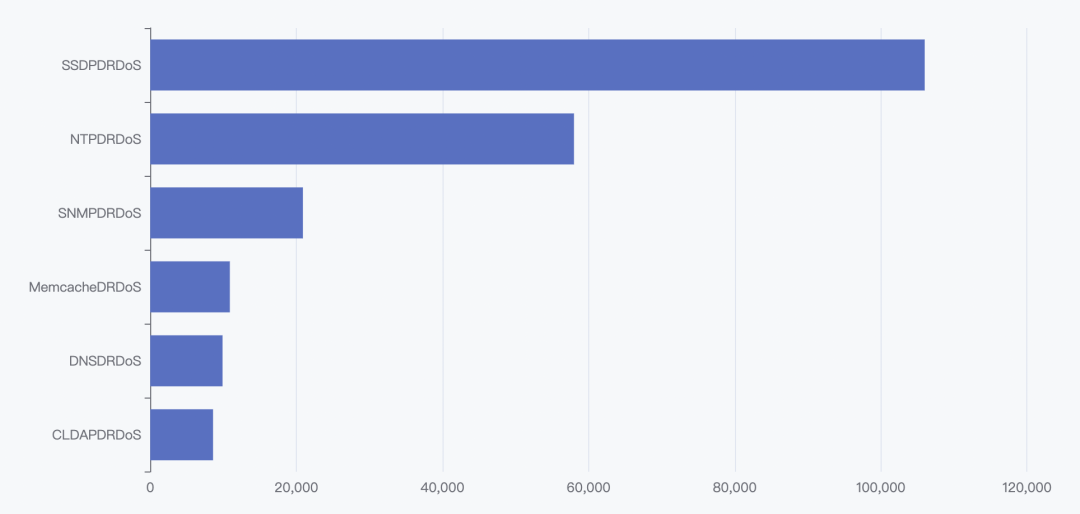 SSDPDRDoS
NTPDRDoS
SNMPDRDoS
MemcacheDRDoS
DNSDRDoS
CLDAPDRDoS
0 20,000 40,000 60,000 80,000 100,000 120,000